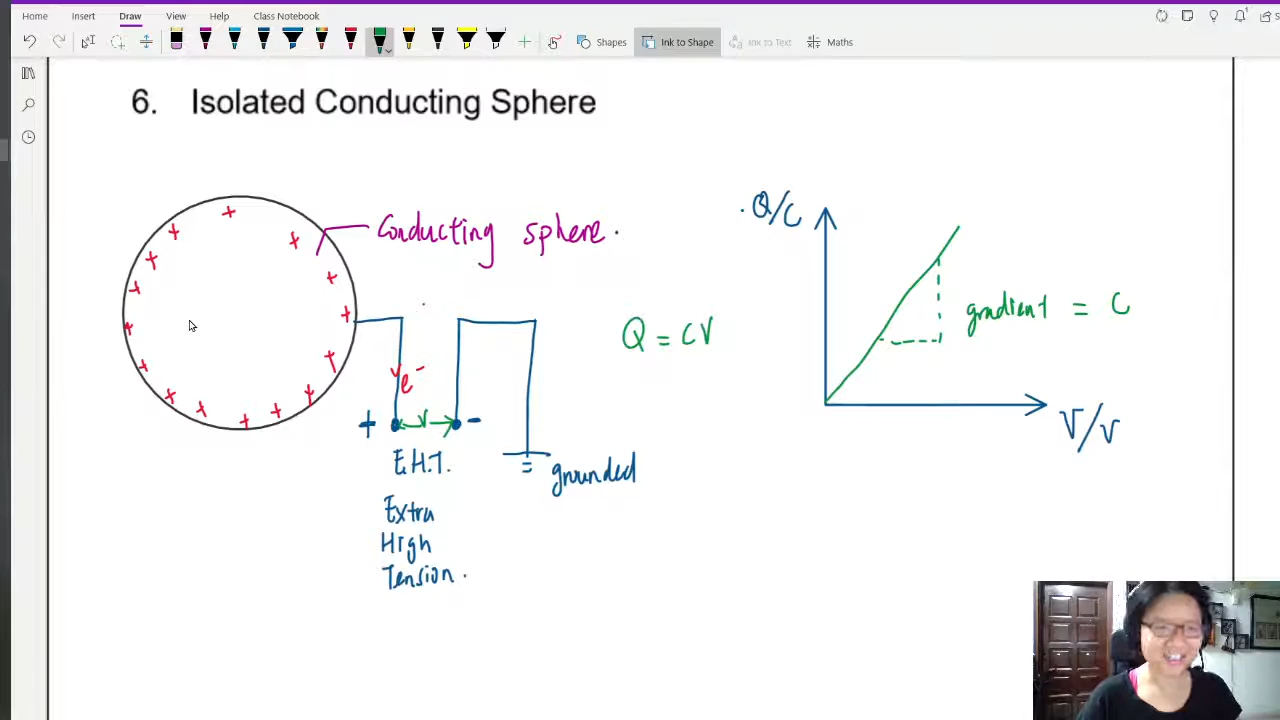 Home Insert Draw View Help Class Notebook
Shapes Ink to Shape Ink to Text Maths
6. Isolated Conducting Sphere
Conducting sphere.
Q/C
gradient = C
Q = CV
e⁻
+ V -
V/V
E.H.T.
grounded
Extra
High
Tension.